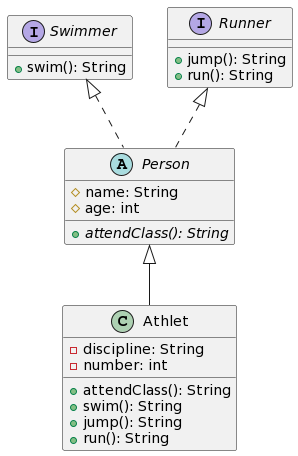 I Swimmer
swim(): String
I Runner
jump(): String
run(): String
A Person
name: String
age: int
attendClass(): String
C Athlet
discipline: String
number: int
attendClass(): String
swim(): String
jump(): String
run(): String